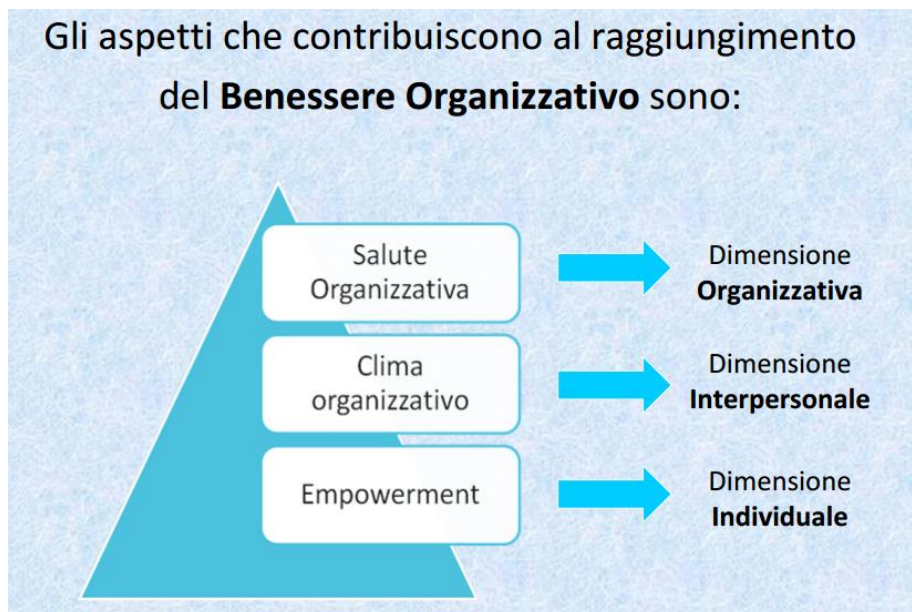 Gli aspetti che contribuiscono al raggiungimento
del Benessere Organizzativo sono:
Salute
Organizzativa
Dimensione
Organizzativa
Clima
organizzativo
Dimensione
Interpersonale
Empowerment
Dimensione
Individuale